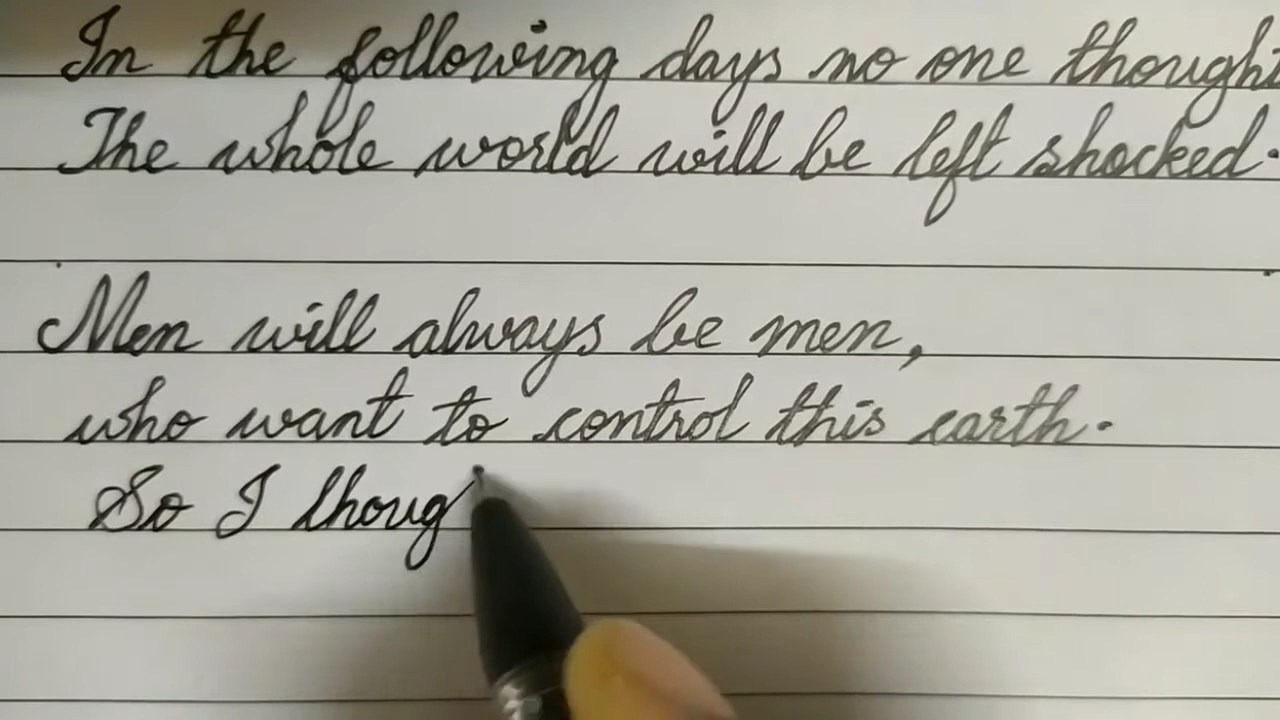 In the following days no one thought
The whole world will be left shocked.
Men will always be men,
who want to control this earth.
So I thoug